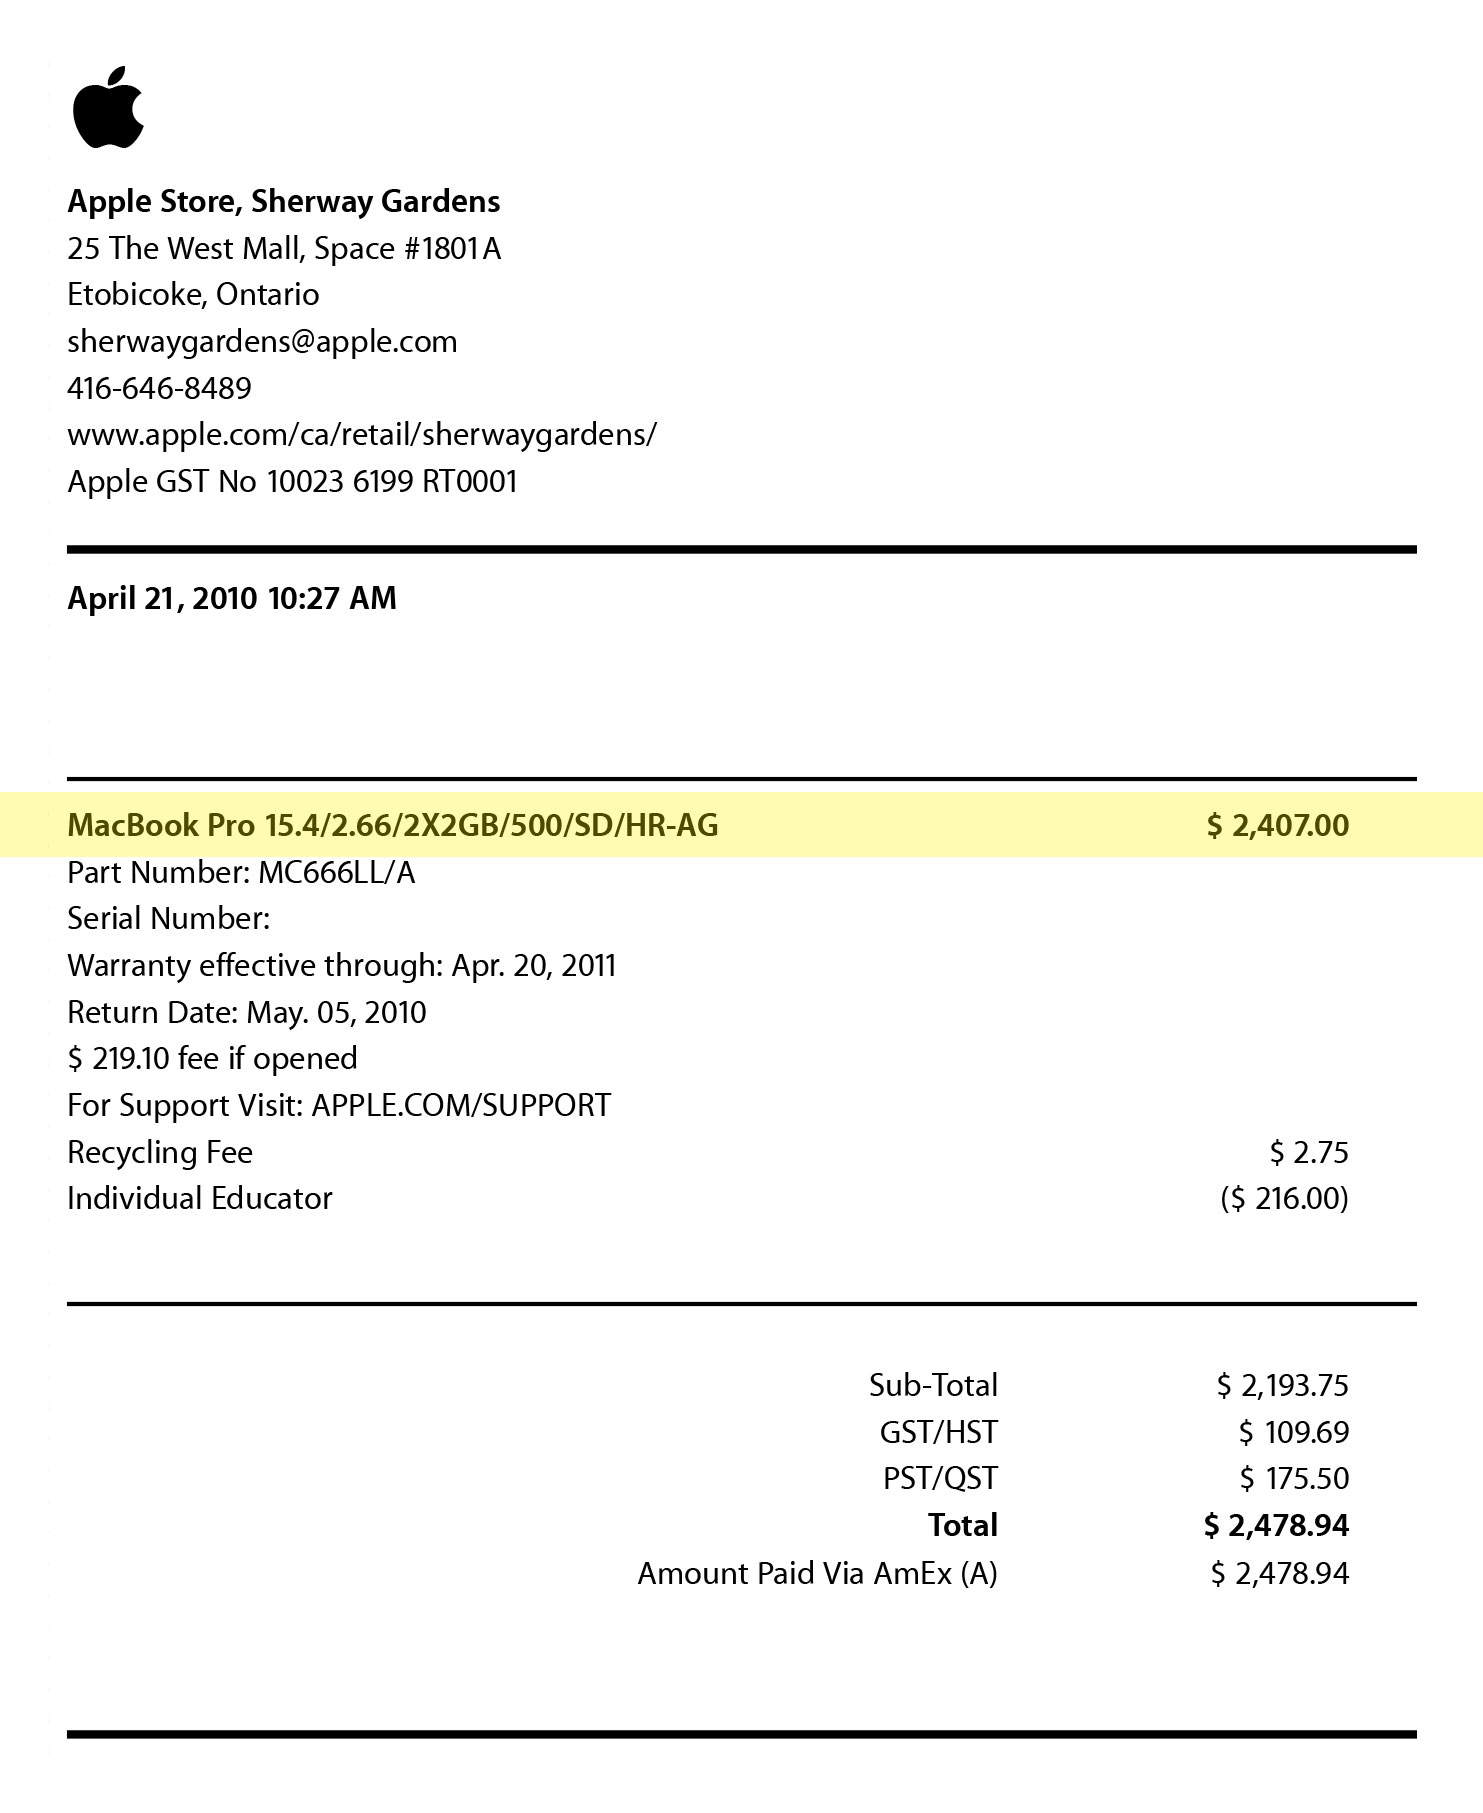 Apple Store, Sherway Gardens
25 The West Mall, Space #1801A
Etobicoke, Ontario
sherwaygardens@apple.com
416-646-8489
www.apple.com/ca/retail/sherwaygardens/
Apple GST No 10023 6199 RT0001
April 21, 2010 10:27 AM
MacBook Pro 15.4/2.66/2X2GB/500/SD/HR-AG $ 2,407.00
Part Number: MC666LL/A
Serial Number:
Warranty effective through: Apr. 20, 2011
Return Date: May. 05, 2010
$ 219.10 fee if opened
For Support Visit: APPLE.COM/SUPPORT
Recycling Fee $ 2.75
Individual Educator ($ 216.00)
Sub-Total $ 2,193.75
GST/HST $ 109.69
PST/QST $ 175.50
Total $ 2,478.94
Amount Paid Via AmEx (A) $ 2,478.94